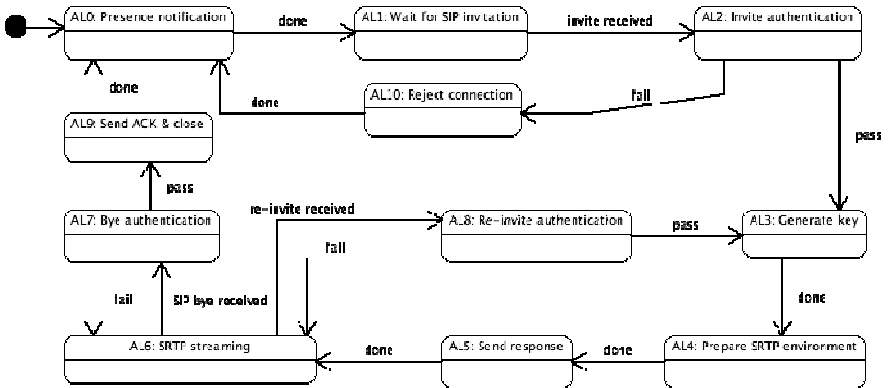 AL0: Presence notification
done
AL1: Wait for SIP invitation
invite received
AL2: Invite authentication
done
done
AL10: Reject connection
fail
pass
AL9: Send ACK & close
pass
AL7: Bye authentication
re-invite received
AL8: Re-invite authentication
pass
AL3: Generate key
fail
fail
SIP bye received
done
AL6: SRTP streaming
done
AL5: Send response
done
AL4: Prepare SRTP environment